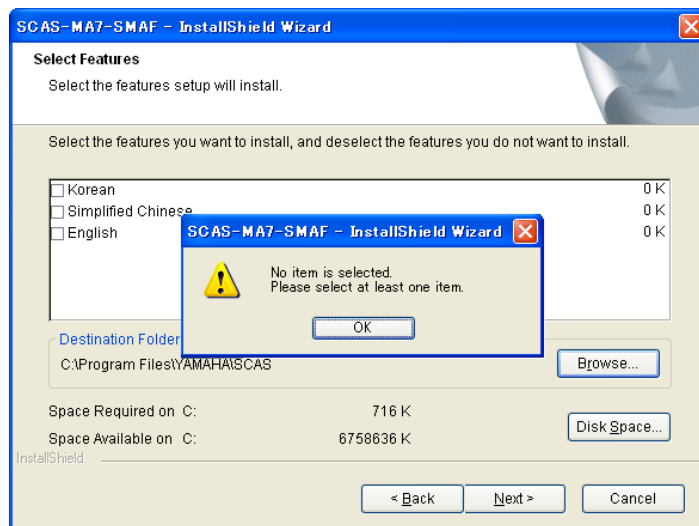 SCAS-MA7-SMAF - InstallShield Wizard
Select Features
Select the features setup will install.
Select the features you want to install, and deselect the features you do not want to install.
Korean 0 K
Simplified Chinese 0 K
English 0 K
SCAS-MA7-SMAF - InstallShield Wizard
No item is selected.
Please select at least one item.
OK
Destination Folder
C:\Program Files\YAMAHA\SCAS
Browse...
Space Required on C: 716 K
Space Available on C: 6758636 K
Disk Space...
InstallShield
< Back Next > Cancel